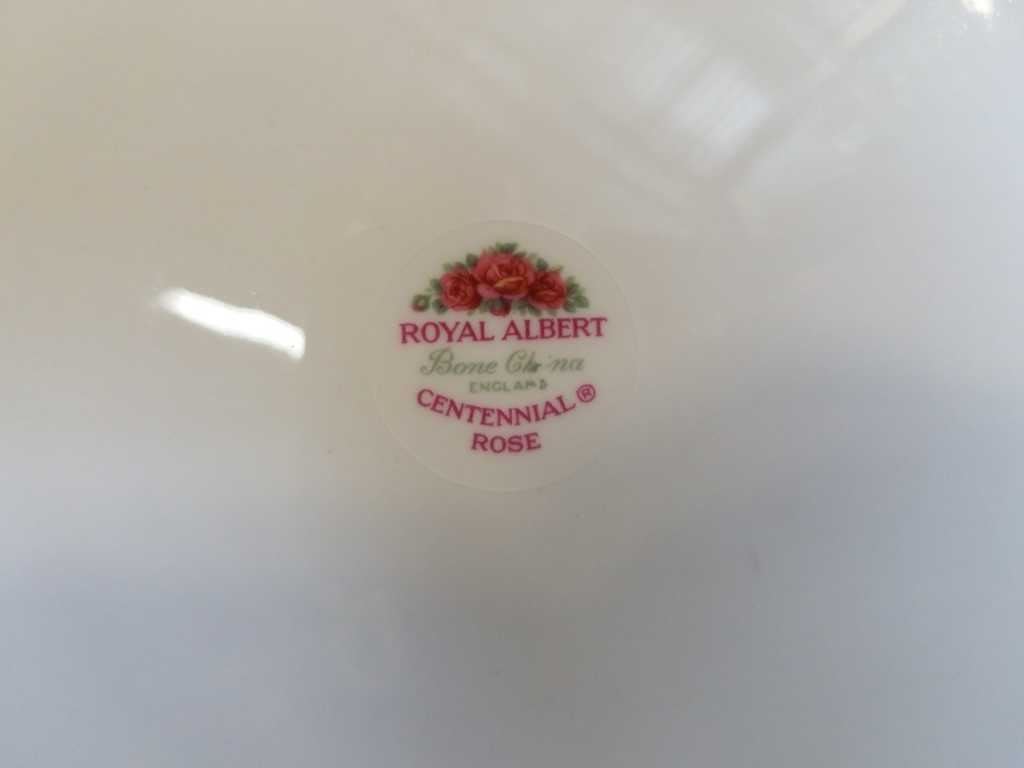 ROYAL ALBERT
Bone China
ENGLAND
CENTENNIAL ®
ROSE